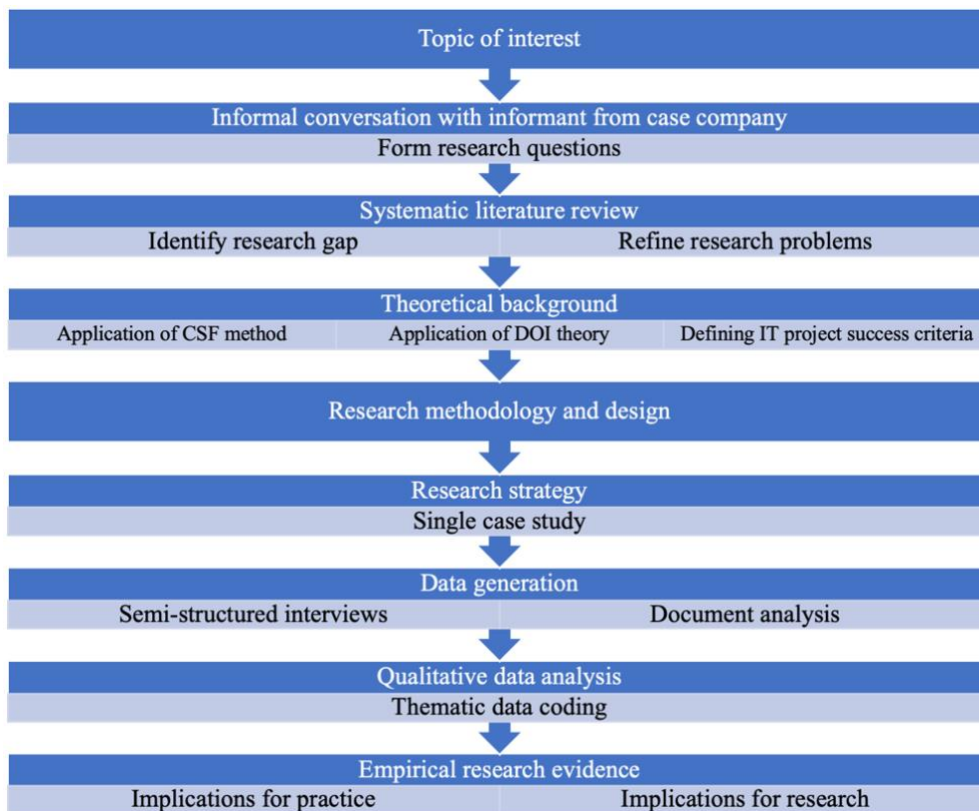 Topic of interest
Informal conversation with informant from case company
Form research questions
Systematic literature review
Identify research gap
Refine research problems
Theoretical background
Application of CSF method
Application of DOI theory
Defining IT project success criteria
Research methodology and design
Research strategy
Single case study
Data generation
Semi-structured interviews
Document analysis
Qualitative data analysis
Thematic data coding
Empirical research evidence
Implications for practice
Implications for research